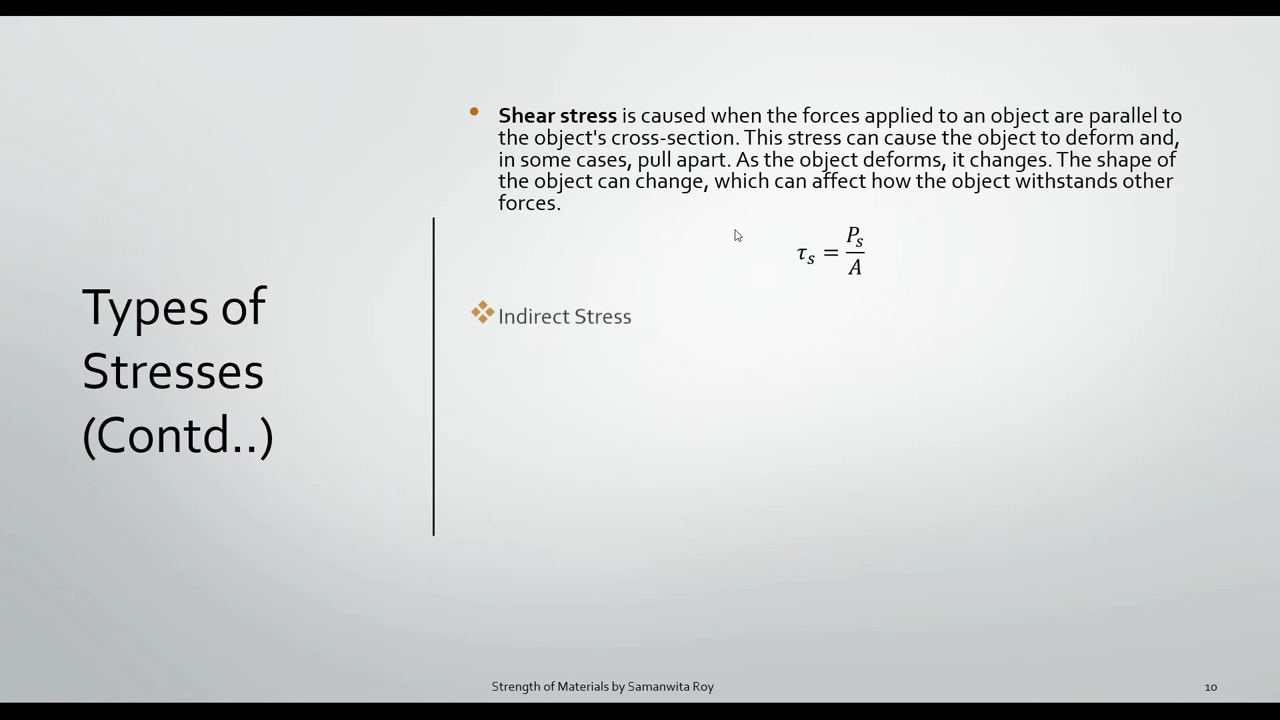 Types of
Stresses
(Contd..)
• Shear stress is caused when the forces applied to an object are parallel to
the object's cross-section. This stress can cause the object to deform and,
in some cases, pull apart. As the object deforms, it changes. The shape of
the object can change, which can affect how the object withstands other
forces.
τₛ = Pₛ/A
❖ Indirect Stress
Strength of Materials by Samanwita Roy
10